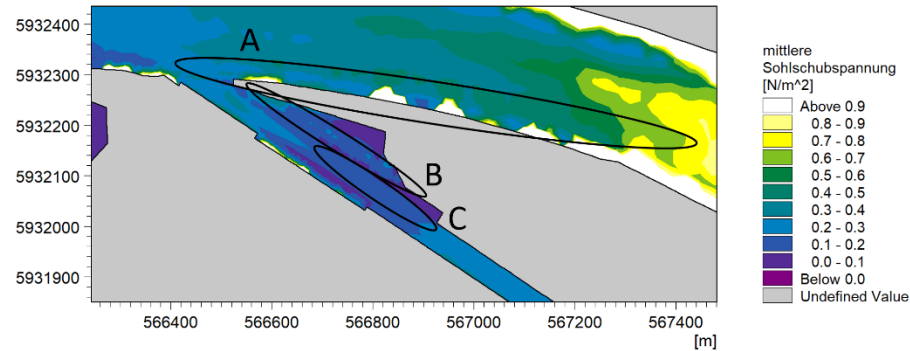 5932400
5932300
5932200
5932100
5932000
5931900
566400 566600 566800 567000 567200 567400
[m]
A
B
C
mittlere
Sohlschubspannung
[N/m^2]
Above 0.9
0.8 - 0.9
0.7 - 0.8
0.6 - 0.7
0.5 - 0.6
0.4 - 0.5
0.3 - 0.4
0.2 - 0.3
0.1 - 0.2
0.0 - 0.1
Below 0.0
Undefined Value